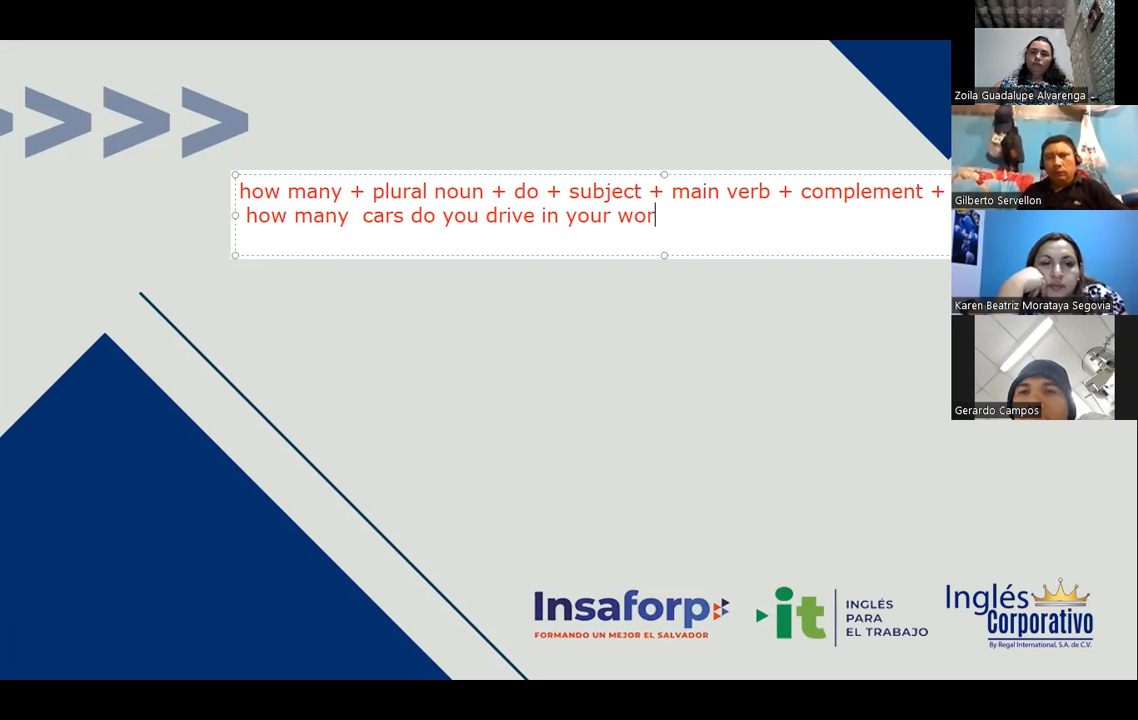 how many + plural noun + do + subject + main verb + complement +
how many cars do you drive in your wor
Zoila Guadalupe Alvarenga
Gilberto Servellon
Karen Beatriz Morataya Segovia
Gerardo Campos
Insaforp
FORMANDO UN MEJOR EL SALVADOR
it
INGLÉS
PARA
EL TRABAJO
Inglés
Corporativo
By Regal International, S.A. de C.V.